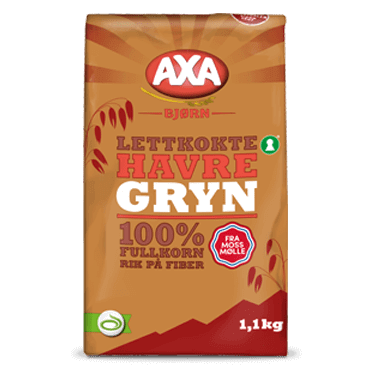 AXA
BJØRN
LETTKOKTE
HAVRE
GRYN
100%
FULLKORN
RIK PÅ FIBER
FRA
MOSS
MØLLE
1,1kg